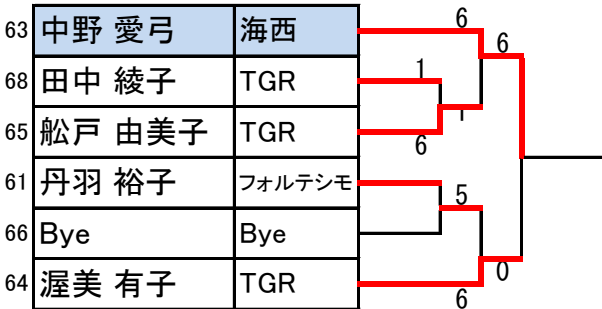 63 中野 愛弓 海西 6 6
68 田中 綾子 TGR 1
65 舩戸 由美子 TGR 6 1
61 丹羽 裕子 フォルテシモ 5
66 Bye Bye
64 渥美 有子 TGR 6 0